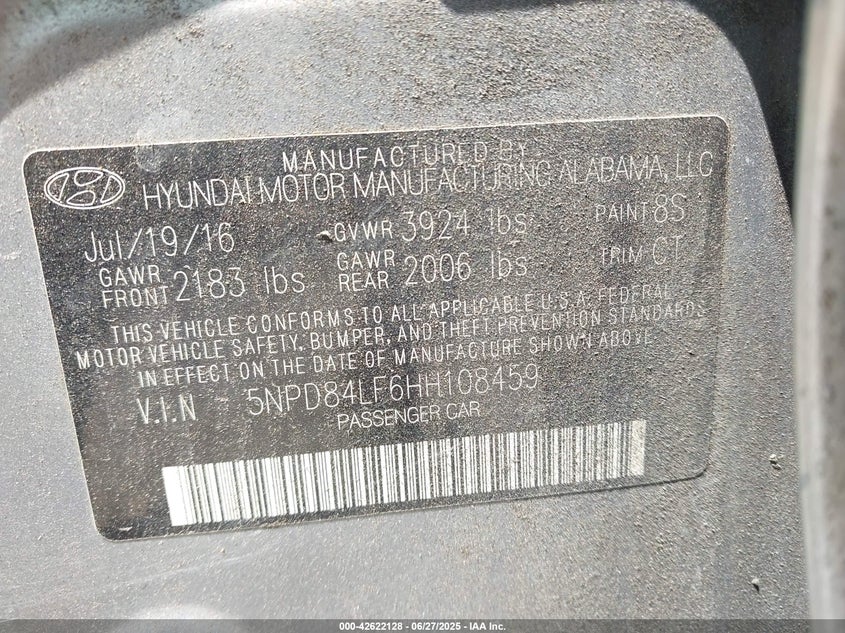 MANUFACTURED BY
HYUNDAI MOTOR MANUFACTURING ALABAMA, LLC
Jul/19/16 GVWR 3924 lbs PAINT 8S
GAWR FRONT 2183 lbs GAWR REAR 2006 lbs TRIM CT
THIS VEHICLE CONFORMS TO ALL APPLICABLE U.S.A. FEDERAL
MOTOR VEHICLE SAFETY, BUMPER, AND THEFT PREVENTION STANDARDS
IN EFFECT ON THE DATE OF MANUFACTURE SHOWN ABOVE
V.I.N - 5NPD84LF6HH108459
PASSENGER CAR
000-42622128 - 06/27/2025 - IAA Inc.